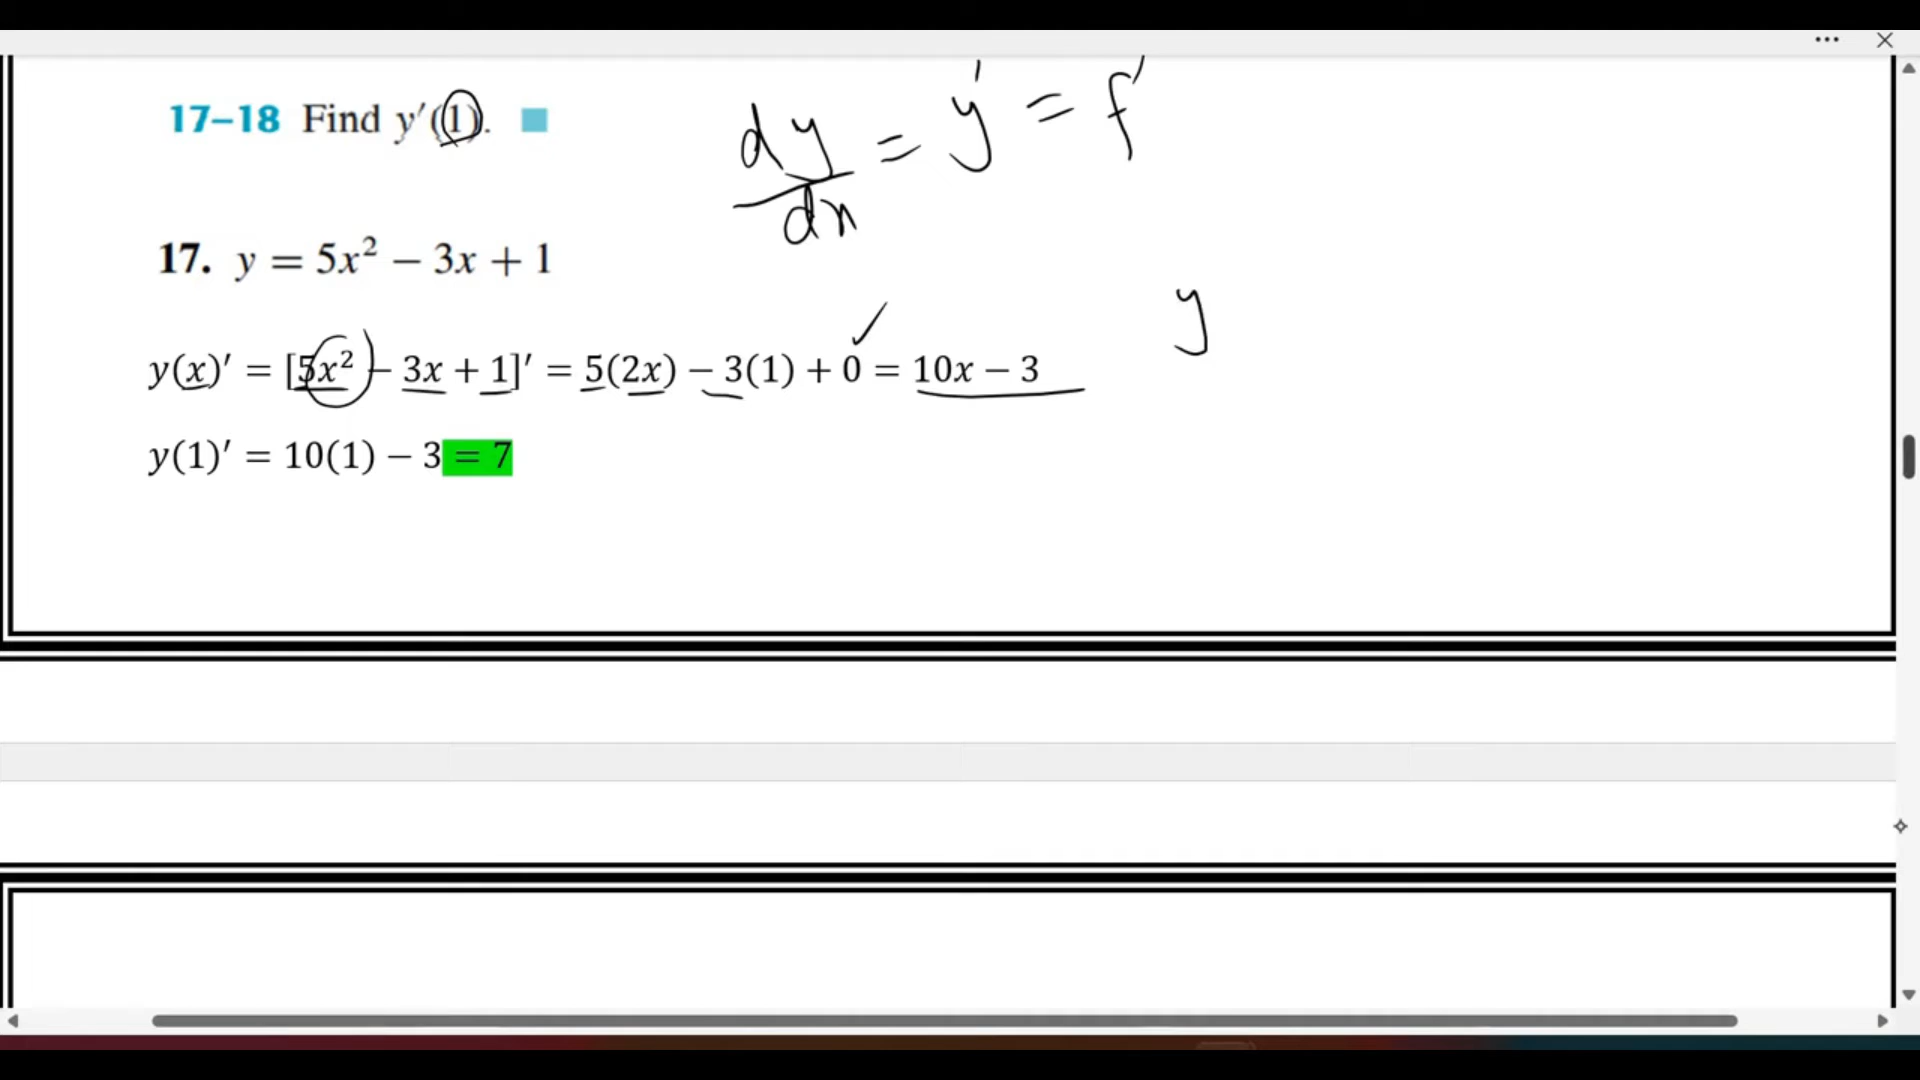 17–18 Find y′(1).
dy/dx = y′ = f′
17. y = 5x² − 3x + 1
y
y(x)′ = [5x² − 3x + 1]′ = 5(2x) − 3(1) + 0 = 10x − 3
y(1)′ = 10(1) − 3 = 7